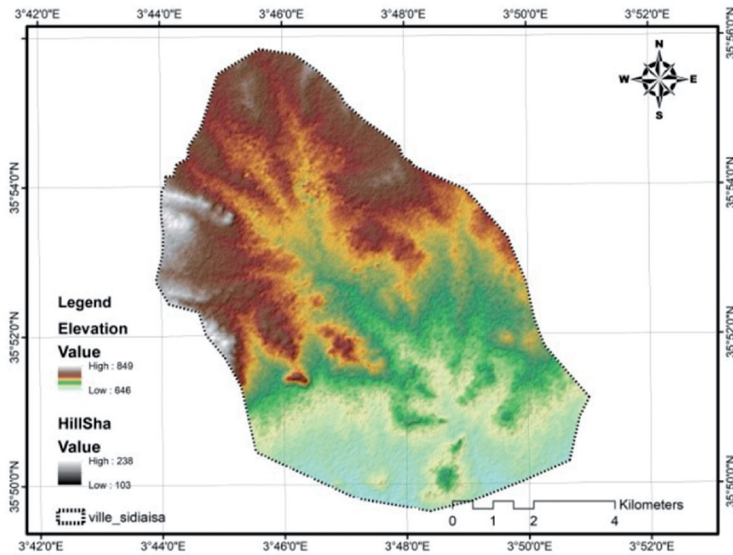 3°42'0"E 3°44'0"E 3°46'0"E 3°48'0"E 3°50'0"E 3°52'0"E
35°56'0"N
N
W E
S
35°54'0"N 35°54'0"N
Legend
Elevation
Value
High : 849
Low : 646
35°52'0"N 35°52'0"N
HillSha
Value
High : 238
Low : 103
ville_sidiaisa
35°50'0"N 35°50'0"N
Kilometers
0 1 2 4
3°42'0"E 3°44'0"E 3°46'0"E 3°48'0"E 3°50'0"E 3°52'0"E